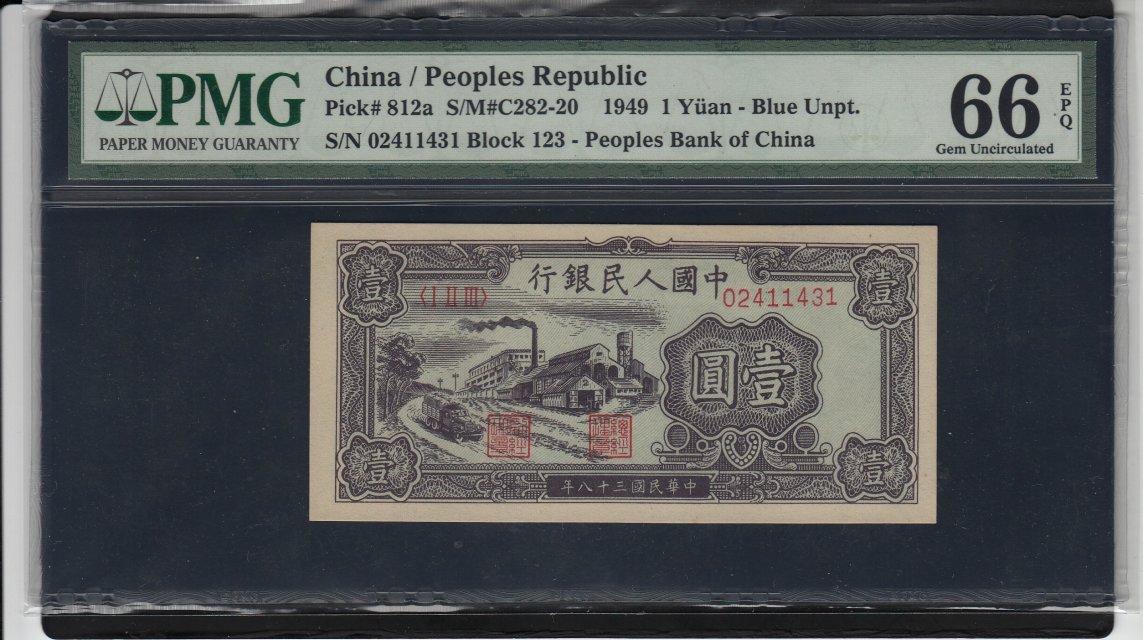 PMG
PAPER MONEY GUARANTY
China / Peoples Republic
Pick# 812a S/M#C282-20 1949 1 Yüan - Blue Unpt.
S/N 02411431 Block 123 - Peoples Bank of China
66
EPQ
Gem Uncirculated
行銀民人國中
壹
壹
〈I II III〉
02411431
圓壹
壹
壹
年八十三國民華中